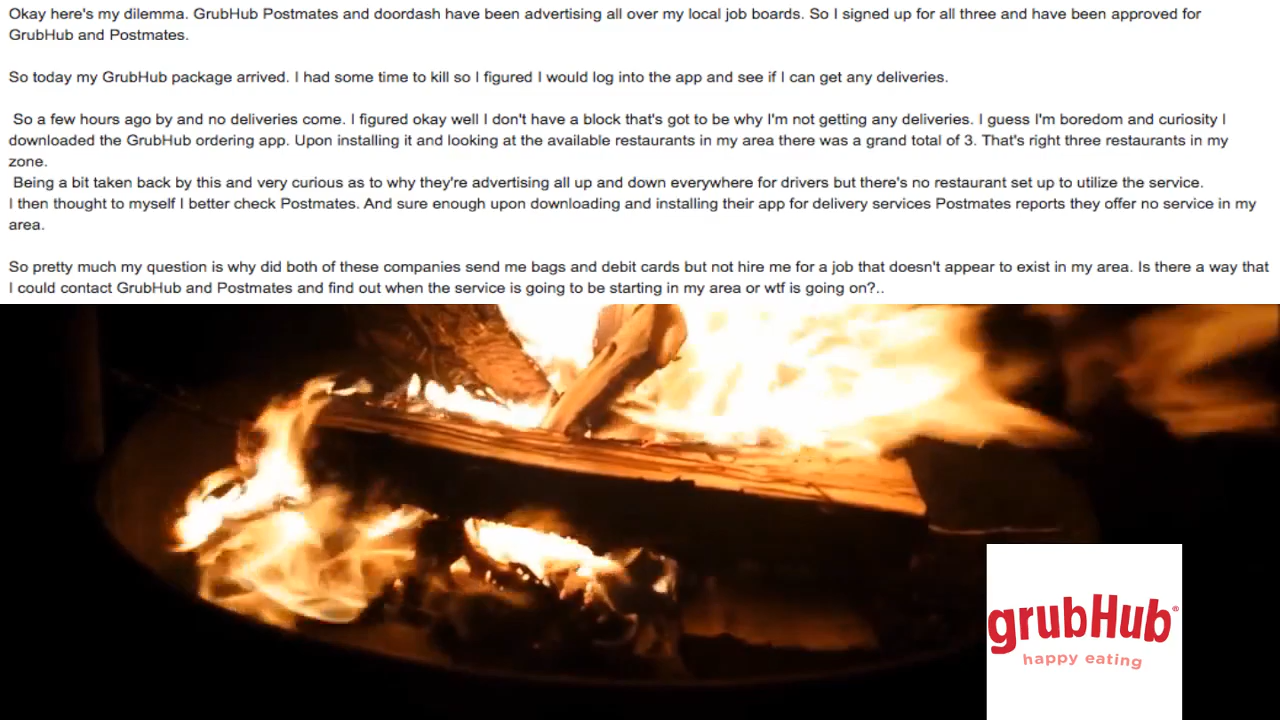 Okay here's my dilemma. GrubHub Postmates and doordash have been advertising all over my local job boards. So I signed up for all three and have been approved for
GrubHub and Postmates.
So today my GrubHub package arrived. I had some time to kill so I figured I would log into the app and see if I can get any deliveries.
So a few hours ago by and no deliveries come. I figured okay well I don't have a block that's got to be why I'm not getting any deliveries. I guess I'm boredom and curiosity I
downloaded the GrubHub ordering app. Upon installing it and looking at the available restaurants in my area there was a grand total of 3. That's right three restaurants in my
zone.
Being a bit taken back by this and very curious as to why they're advertising all up and down everywhere for drivers but there's no restaurant set up to utilize the service.
I then thought to myself I better check Postmates. And sure enough upon downloading and installing their app for delivery services Postmates reports they offer no service in my
area.
So pretty much my question is why did both of these companies send me bags and debit cards but not hire me for a job that doesn't appear to exist in my area. Is there a way that
I could contact GrubHub and Postmates and find out when the service is going to be starting in my area or wtf is going on?..
grubHub®
happy eating